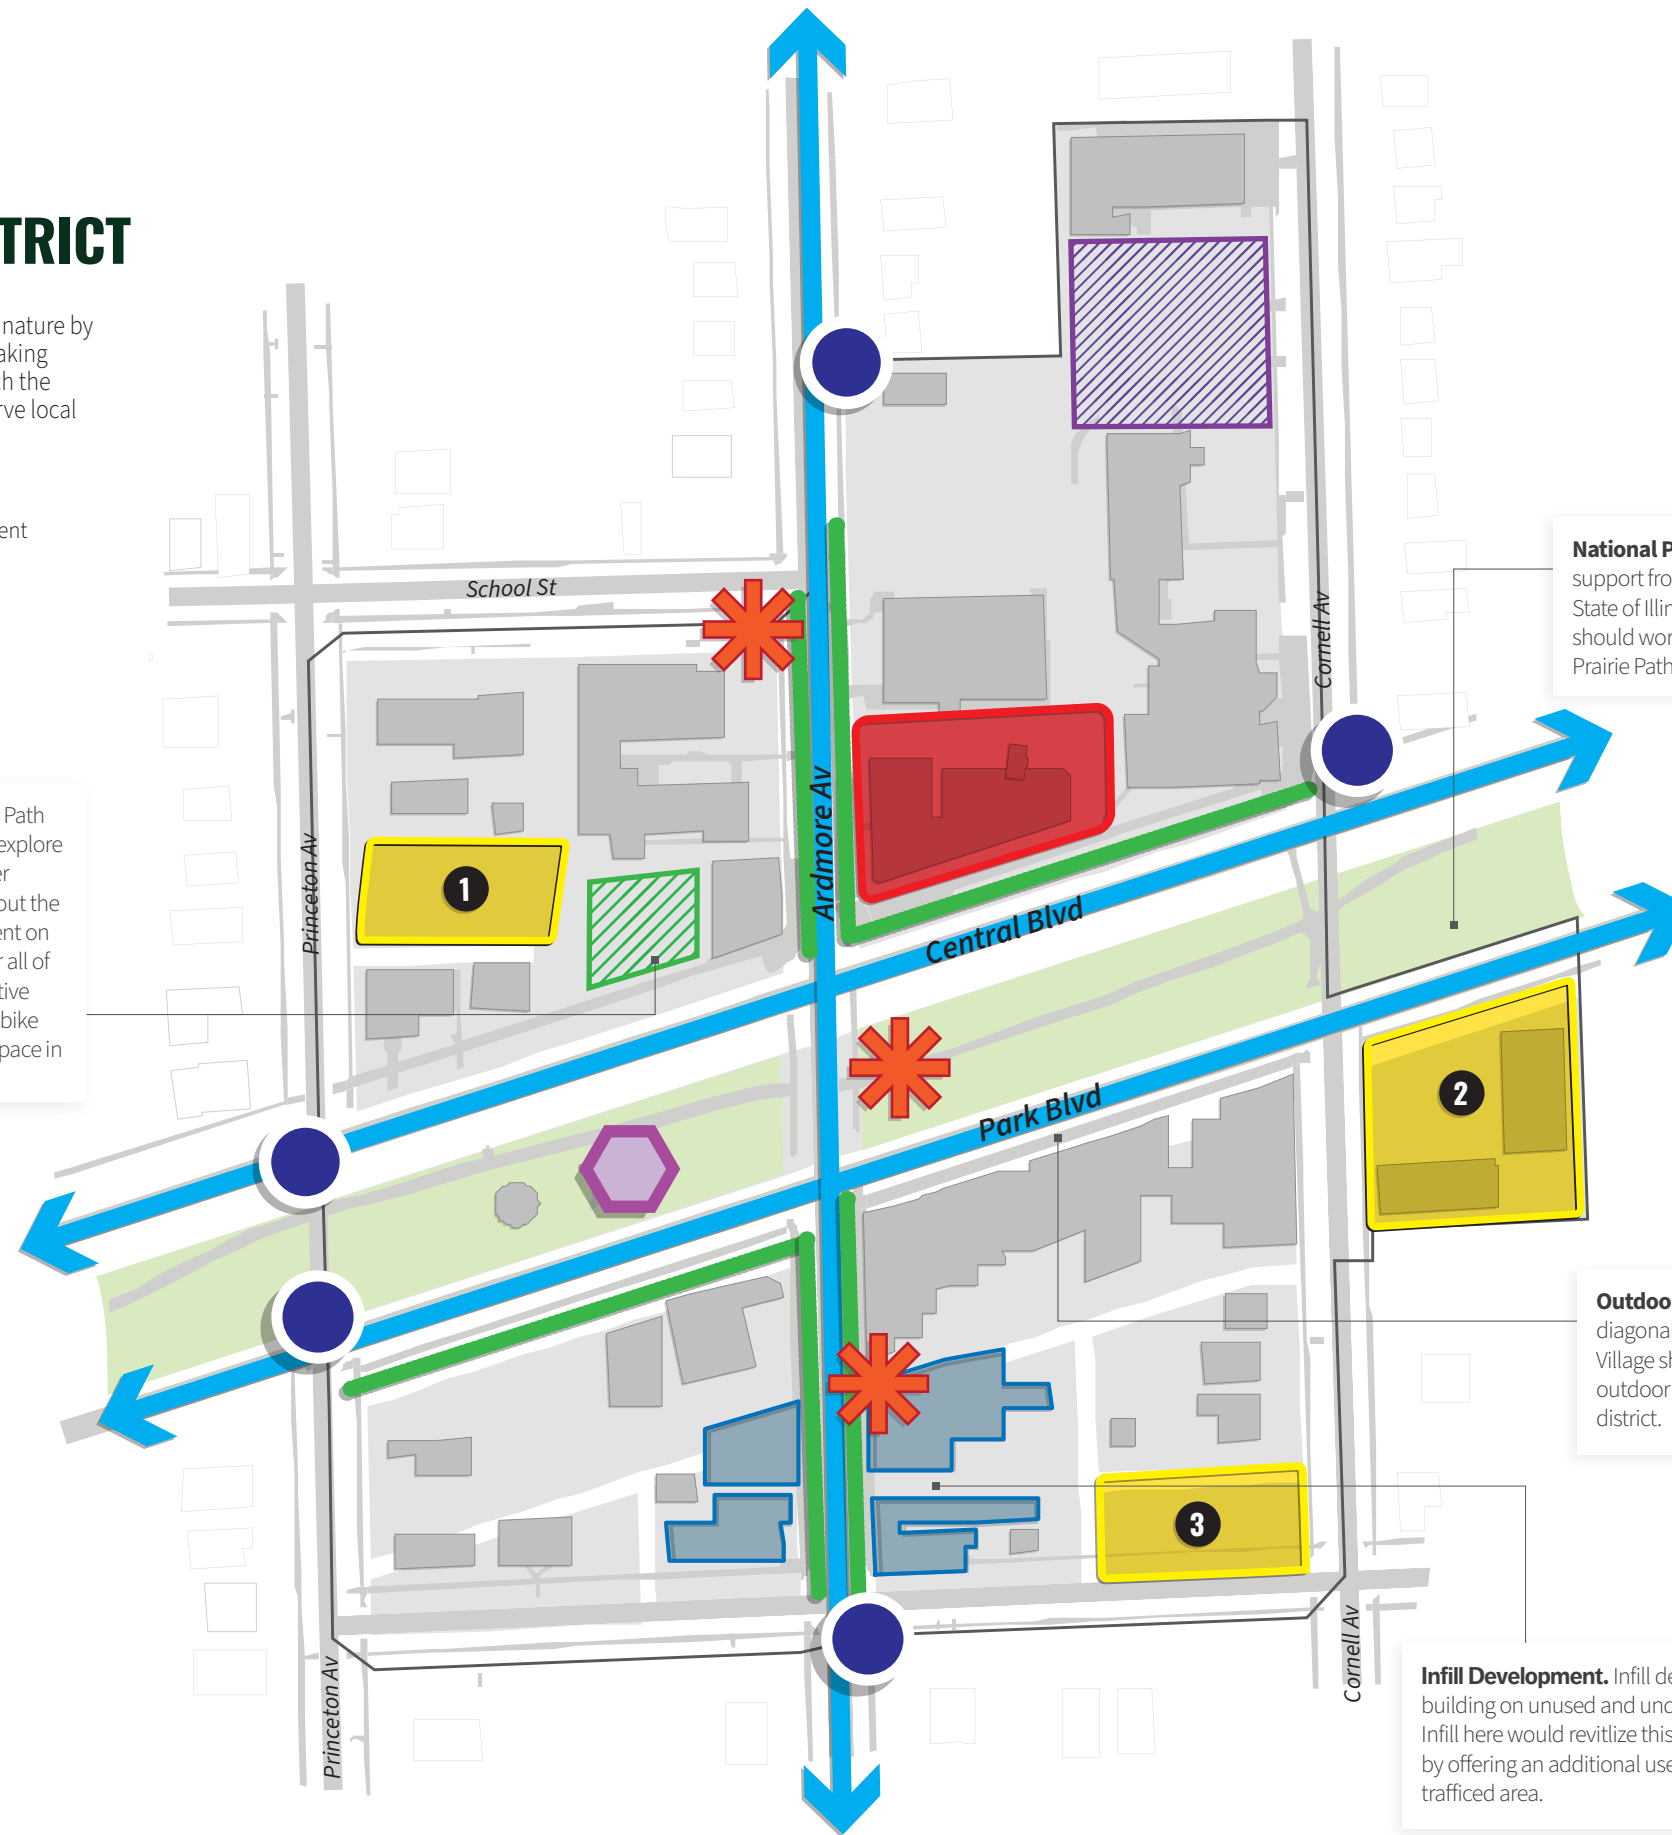 TRICT
nature by
aking
h the
rve local
ent
School St
National P
support fro
State of Illin
should wor
Prairie Path
Cornell Av
Path
explore
er
out the
ent on
r all of
tive
bike
pace in
Princeton Av
1
Ardmore Av
Central Blvd
Park Blvd
2
Outdoo
diagonal
Village sh
outdoor
district.
3
Infill Development. Infill de
building on unused and und
Infill here would revitlize this
by offering an additional use
trafficed area.
Princeton Av
Cornell Av